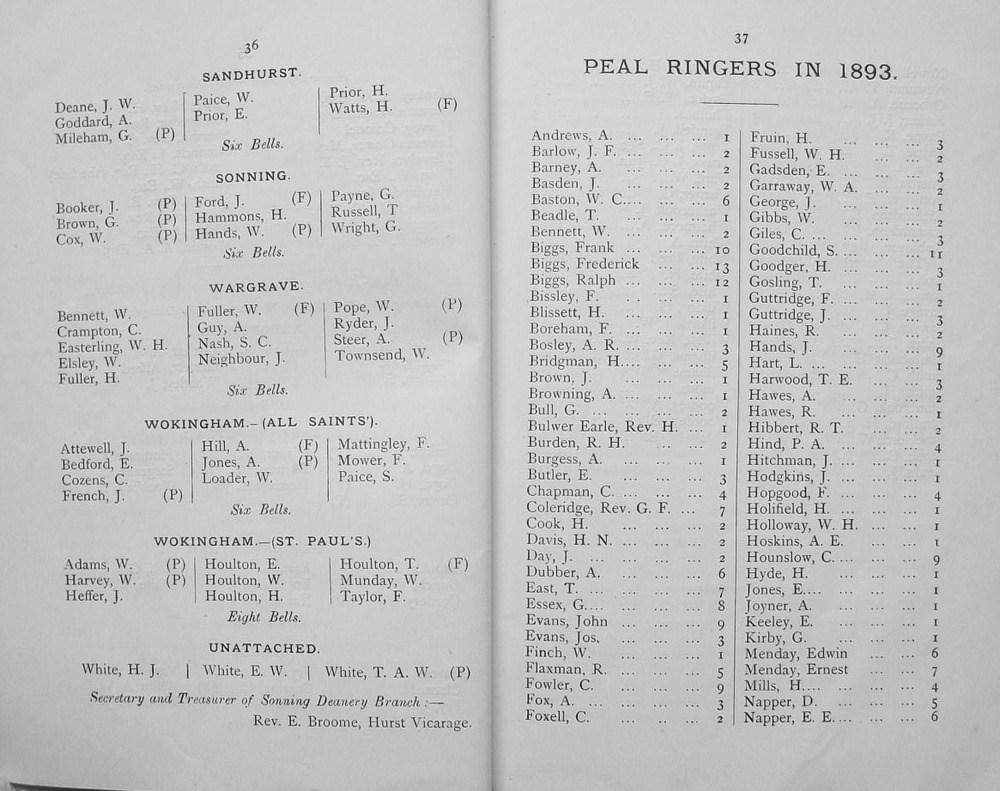 36
SANDHURST.
Deane, J. W. Paice, W. Prior, H.
Goddard, A. Prior, E. Watts, H. (F)
Mileham, G. (P)
Six Bells.
SONNING.
Booker, J. (P) Ford, J. (F) Payne, G.
Brown, G. (P) Hammons, H. Russell, T
Cox, W. (P) Hands, W. (P) Wright, G.
Six Bells.
WARGRAVE.
Bennett, W. Fuller, W. (F) Pope, W. (P)
Crampton, C. Guy, A. Ryder, J.
Easterling, W. H. Nash, S. C. Steer, A. (P)
Elsley, W. Neighbour, J. Townsend, W.
Fuller, H.
Six Bells.
WOKINGHAM.—(ALL SAINTS').
Attewell, J. Hill, A. (F) Mattingley, F.
Bedford, E. Jones, A. (P) Mower, F.
Cozens, C. Loader, W. Paice, S.
French, J. (P)
Six Bells.
WOKINGHAM.—(ST. PAUL'S.)
Adams, W. (P) Houlton, E. Houlton, T. (F)
Harvey, W. (P) Houlton, W. Munday, W.
Heffer, J. Houlton, H. Taylor, F.
Eight Bells.
UNATTACHED.
White, H. J. | White, E. W. | White, T. A. W. (P)
Secretary and Treasurer of Sonning Deanery Branch :—
Rev. E. Broome, Hurst Vicarage.
37
PEAL RINGERS IN 1893.
Andrews, A. ... ... ... 1
Barlow, J. F. ... ... ... 2
Barney, A. ... ... 2
Basden, J. ... ... 2
Baston, W. C.... ... ... 6
Beadle, T. ... ... 1
Bennett, W. ... ... 2
Biggs, Frank ... ... ... 10
Biggs, Frederick ... ... 13
Biggs, Ralph ... ... ... 12
Bissley, F. ... ... 1
Blissett, H. ... ... 1
Boreham, F. ... ... ... 1
Bosley, A. R. ... ... ... 3
Bridgman, H.... ... ... 5
Brown, J. ... ... 1
Browning, A. ... ... ... 1
Bull, G. ... ... ... ... 2
Bulwer Earle, Rev. H. ... 1
Burden, R. H. ... ... 2
Burgess, A. ... ... 1
Butler, E. ... ... 3
Chapman, C. ... ... ... 4
Coleridge, Rev. G. F. ... 7
Cook, H. ... ... 2
Davis, H. N. ... ... ... 2
Day, J. ... ... 2
Dubber, A. ... ... 6
East, T. ... ... ... ... 7
Essex, G.... ... ... ... 8
Evans, John ... ... 9
Evans, Jos. ... ... 3
Finch, W. ... ... 1
Flaxman, R. ... ... 5
Fowler, C. ... ... 9
Fox, A. ... ... ... ... 3
Foxell, C. ... ... 2
Fruin, H. ... ... ... 3
Fussell, W. H. ... ... 2
Gadsden, E. ... ... ... 3
Garraway, W. A. ... ... 2
George, J. ... ... ... 1
Gibbs, W. ... ... ... 2
Giles, C. ... ... ... ... 3
Goodchild, S. ... ... ... 11
Goodger, H. ... ... ... 3
Gosling, T. ... ... ... 1
Guttridge, F. ... ... ... 2
Guttridge, J. ... ... ... 3
Haines, R. ... ... ... 2
Hands, J. ... ... ... 9
Hart, L. ... ... ... ... 1
Harwood, T. E. ... ... 3
Hawes, A. ... ... ... 2
Hawes, R. ... ... ... 1
Hibbert, R. T. ... ... 2
Hind, P. A. ... ... ... 4
Hitchman, J. ... ... ... 1
Hodgkins, J. ... ... ... 1
Hopgood, F. ... ... ... 4
Holifield, H. ... ... ... 1
Holloway, W. H. ... ... 1
Hoskins, A. E. ... ... 1
Hounslow, C.... ... ... 9
Hyde, H. ... ... ... 1
Jones, E.... ... ... ... 1
Joyner, A. ... ... ... 1
Keeley, E. ... ... ... 1
Kirby, G. ... ... ... 1
Menday, Edwin ... ... 6
Menday, Ernest ... ... 7
Mills, H.... ... ... ... 4
Napper, D. ... ... ... 5
Napper, E. E.... ... ... 6